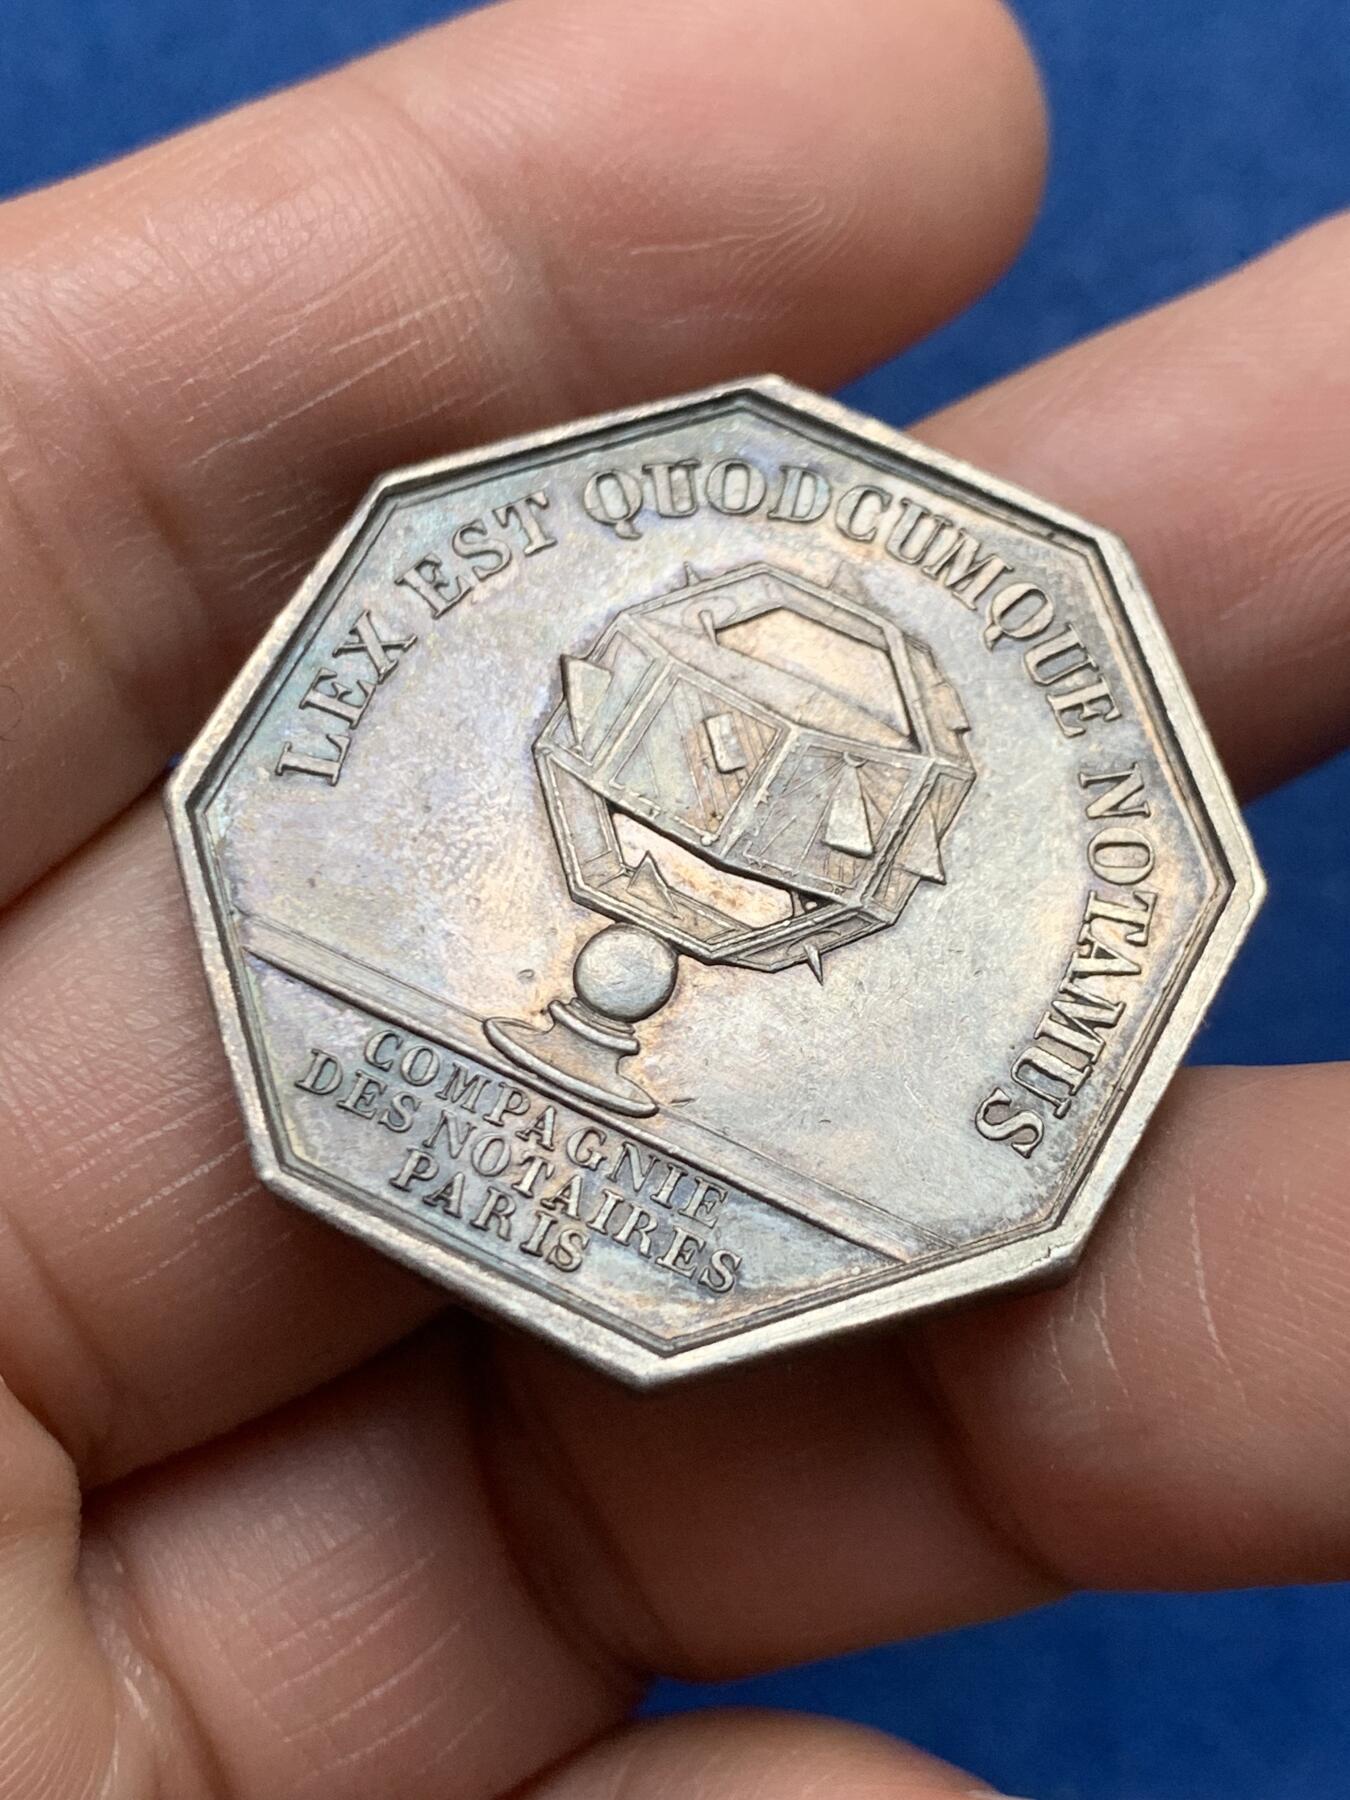 LEX EST QUODCUMQUE NOTAMUS
COMPAGNIE
DES NOTAIRES
PARIS